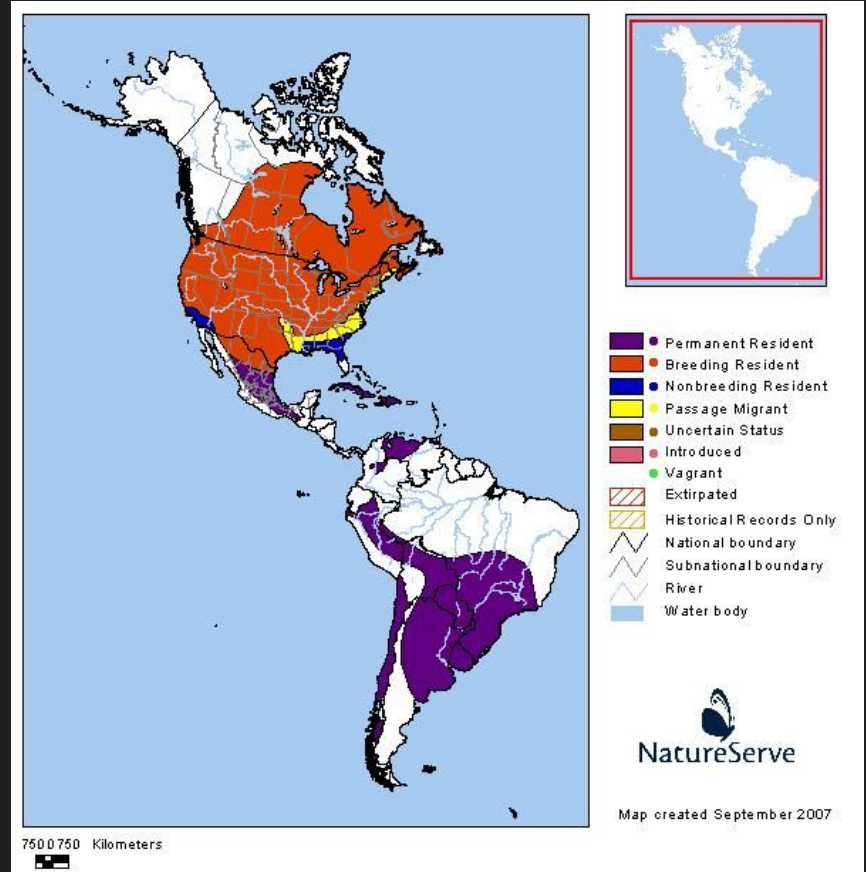 Permanent Resident
Breeding Resident
Nonbreeding Resident
Passage Migrant
Uncertain Status
Introduced
Vagrant
Extirpated
Historical Records Only
National boundary
Subnational boundary
River
Water body
NatureServe
Map created September 2007
750 0 750 Kilometers